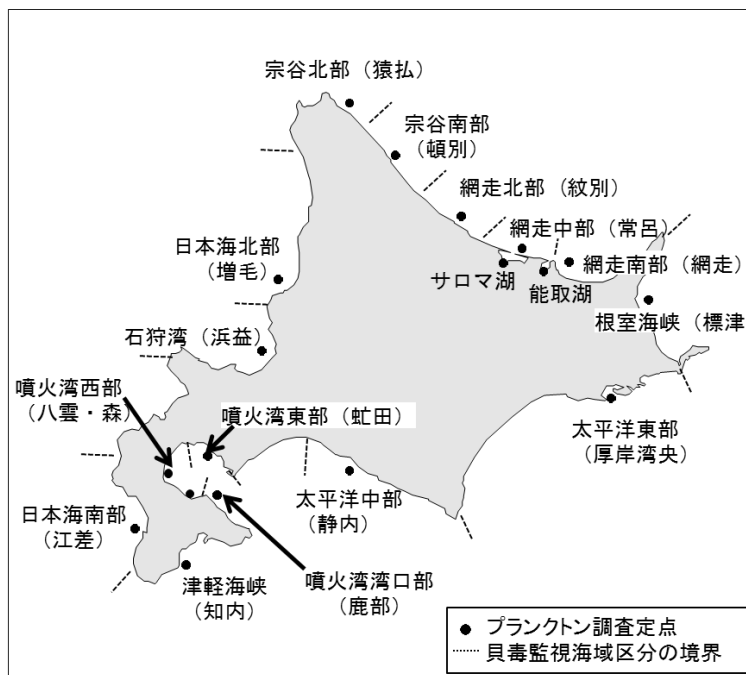 宗谷北部（猿払）
宗谷南部
（頓別）
網走北部（紋別）
網走中部（常呂）
網走南部（網走）
サロマ湖
能取湖
日本海北部
（増毛）
根室海峡（標津
石狩湾（浜益）
噴火湾西部
（八雲・森）
噴火湾東部（虻田）
太平洋東部
（厚岸湾央）
太平洋中部
（静内）
日本海南部
（江差）
津軽海峡
（知内）
噴火湾湾口部
（鹿部）
プランクトン調査定点
貝毒監視海域区分の境界